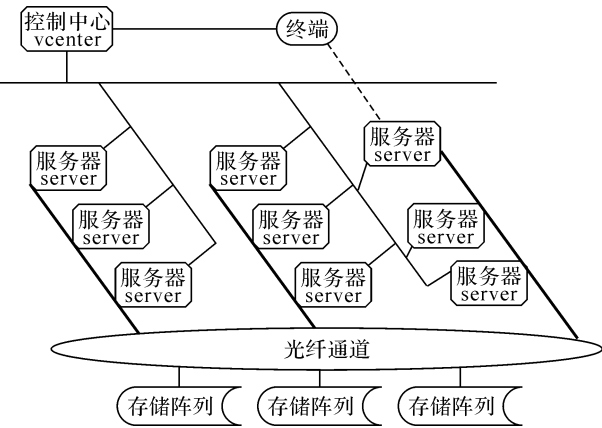 控制中心
vcenter
终端
服务器
server
服务器
server
服务器
server
服务器
server
服务器
server
服务器
server
服务器
server
服务器
server
服务器
server
光纤通道
存储阵列
存储阵列
存储阵列